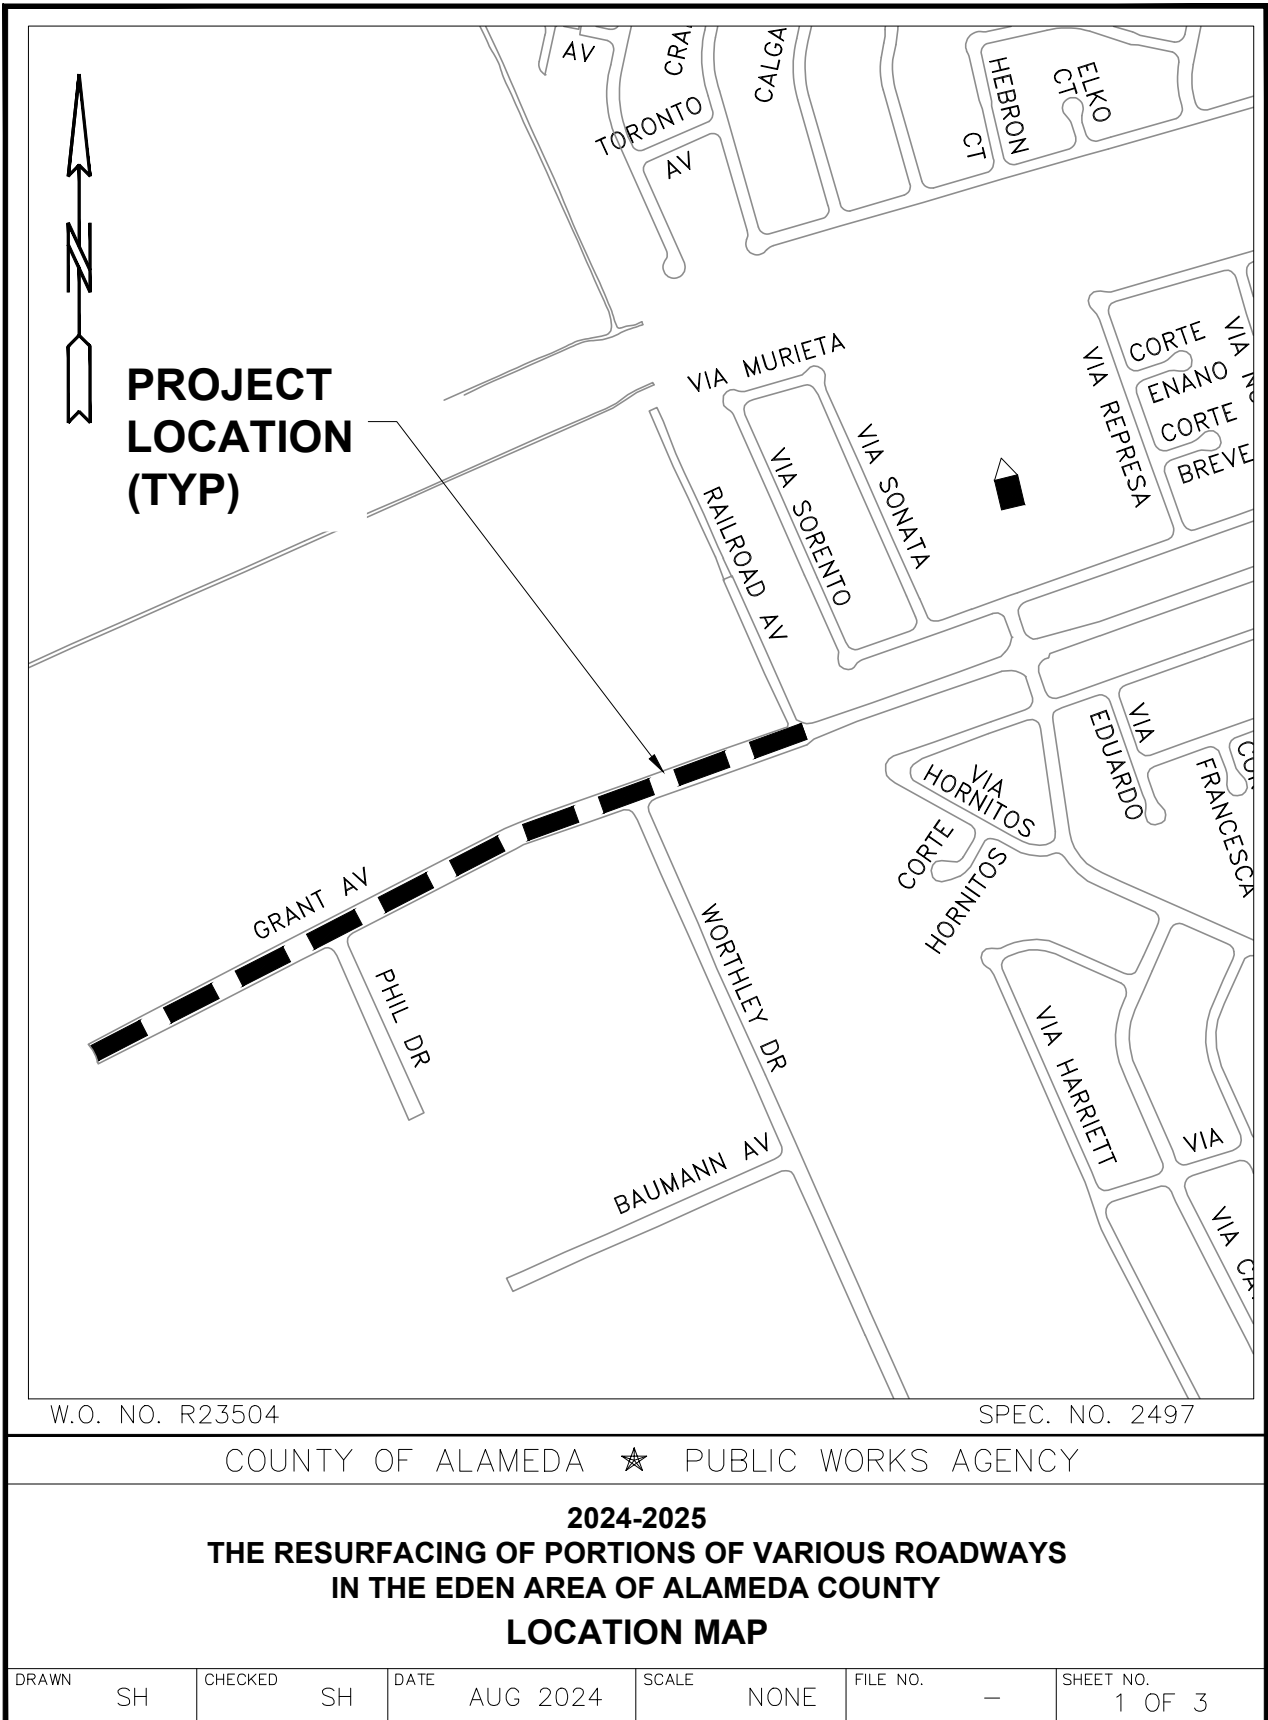 AV
CRA
CALGA
TORONTO
AV
HEBRON
CT
ELKO
CT
N
PROJECT
LOCATION
(TYP)
VIA MURIETA
VIA SORENTO
VIA SONATA
RAILROAD AV
VIA REPRESA
CORTE
ENANO
CORTE
BREVE
VIA
VIA
EDUARDO
FRANCESCA
VIA
HORNITOS
CORTE
HORNITOS
GRANT AV
PHIL DR
WORTHLEY DR
BAUMANN AV
VIA HARRIETT
VIA
VIA CA
W.O. NO. R23504
SPEC. NO. 2497
COUNTY OF ALAMEDA PUBLIC WORKS AGENCY
2024-2025
THE RESURFACING OF PORTIONS OF VARIOUS ROADWAYS
IN THE EDEN AREA OF ALAMEDA COUNTY
LOCATION MAP
DRAWN SH
CHECKED SH
DATE AUG 2024
SCALE NONE
FILE NO. –
SHEET NO. 1 OF 3